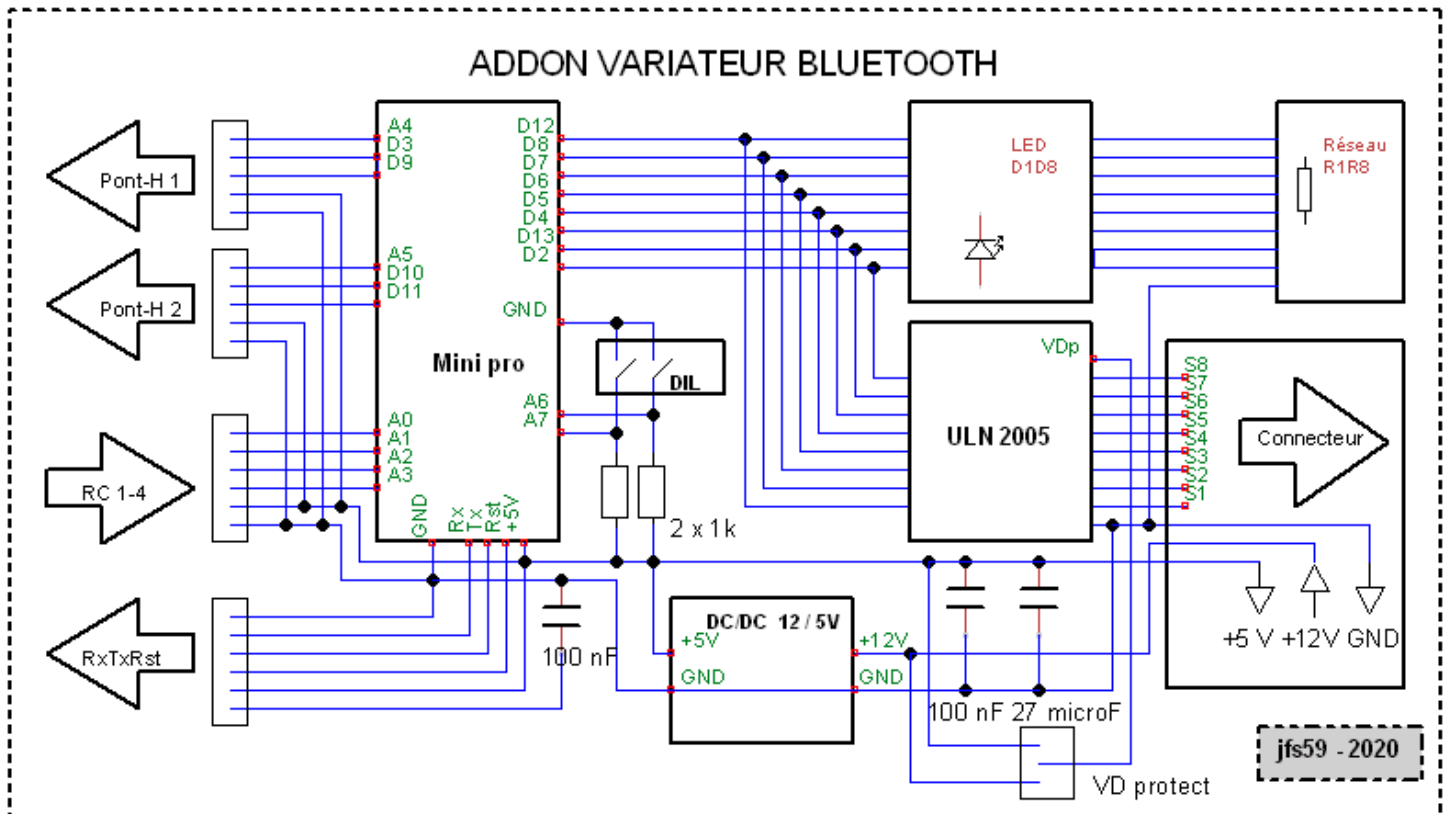 ADDON VARIATEUR BLUETOOTH
Pont-H 1
Pont-H 2
RC 1-4
RxTxRst
A4
D3
D9
A5
D10
D11
A0
A1
A2
A3
Mini pro
D12
D8
D7
D6
D5
D4
D13
D2
GND
A6
A7
GND
Rx
Tx
Rst
+5V
DIL
2 x 1k
100 nF
LED
D1D8
Réseau
R1R8
VDp
ULN 2005
S8
S7
S6
S5
S4
S3
S2
S1
Connecteur
+5 V +12V GND
DC/DC 12 / 5V
+5V
GND
+12V
GND
100 nF 27 microF
VD protect
jfs59 - 2020